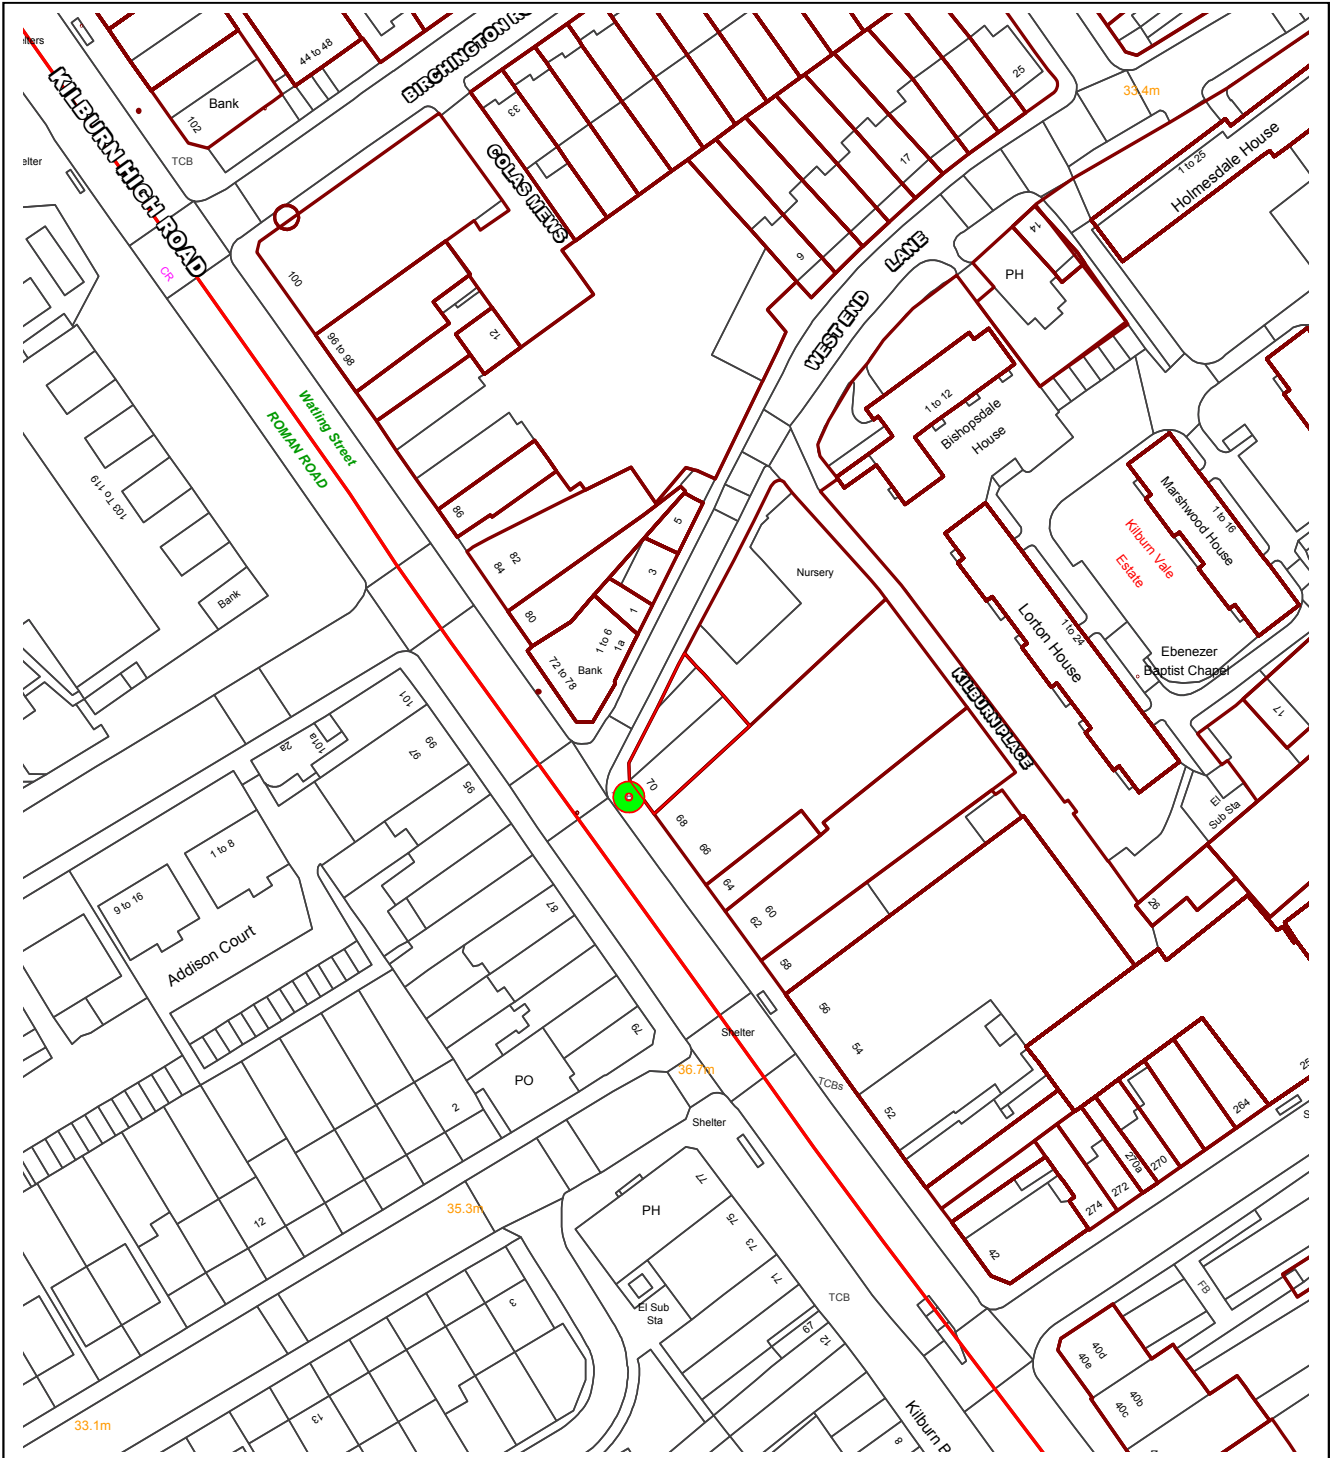 KILBURN HIGH ROAD
44 to 48
Bank
102
TCB
CR
BIRCHINGTON
33
25
33.4m
COLAS MEWS
17
1 to 25
Holmesdale House
14
PH
9
WEST END
LANE
100
96 to 98
12
Watling Street
ROMAN ROAD
1 to 12
Bishopsdale
House
103 To 119
86
82
84
80
5
3
1
1 to 6
1a
72 to 78
Bank
Bank
Nursery
Marshwood House
1 to 16
Kilburn Vale
Estate
Lorton House
1 to 24
Ebenezer
Baptist Chapel
KILBURN PLACE
17
El
Sub Sta
101
101a
2a
99
97
95
70
68
66
64
62
60
58
56
54
52
26
1 to 8
9 to 16
Addison Court
87
79
Shelter
36.7m
TCBs
PO
2
12
35.3m
Shelter
77
PH
75
73
71
69
12
El Sub
Sta
TCB
264
270
270a
272
274
42
FB
40d
40e
40b
40c
3
13
33.1m
8
Kilburn